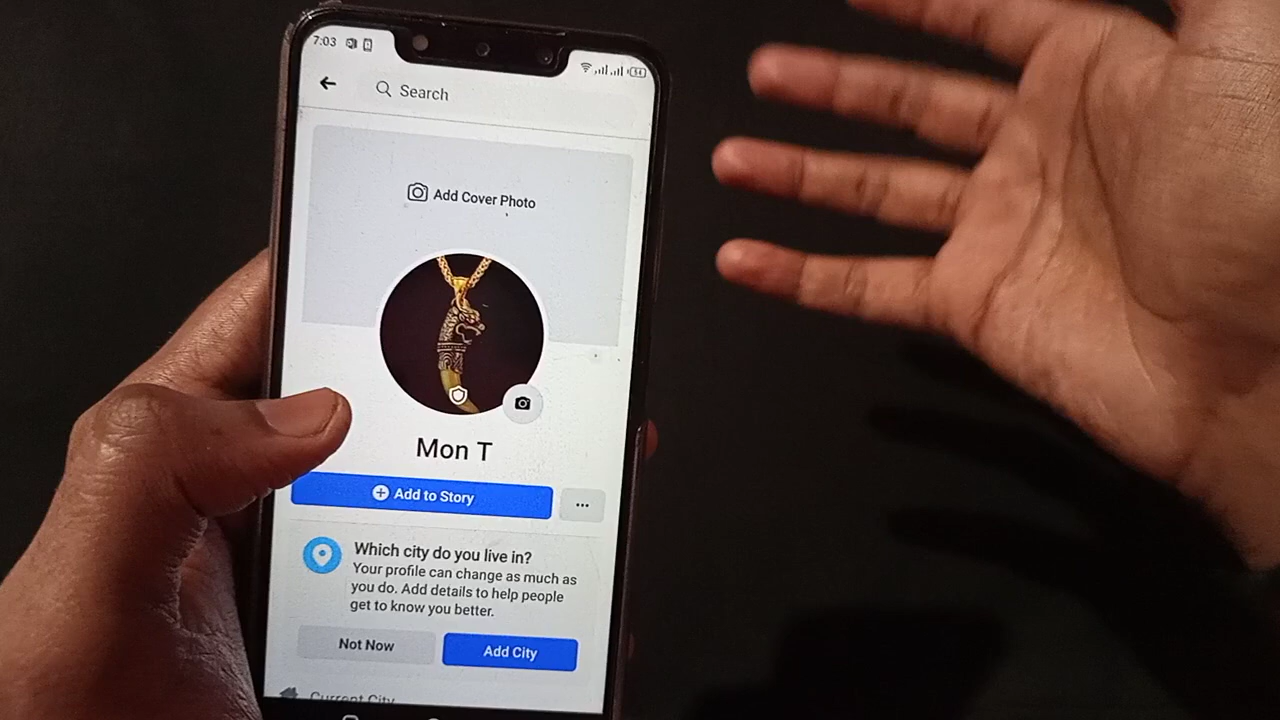 7:03
54
Search
Add Cover Photo
Mon T
Add to Story
Which city do you live in?
Your profile can change as much as
you do. Add details to help people
get to know you better.
Not Now
Add City
Current City